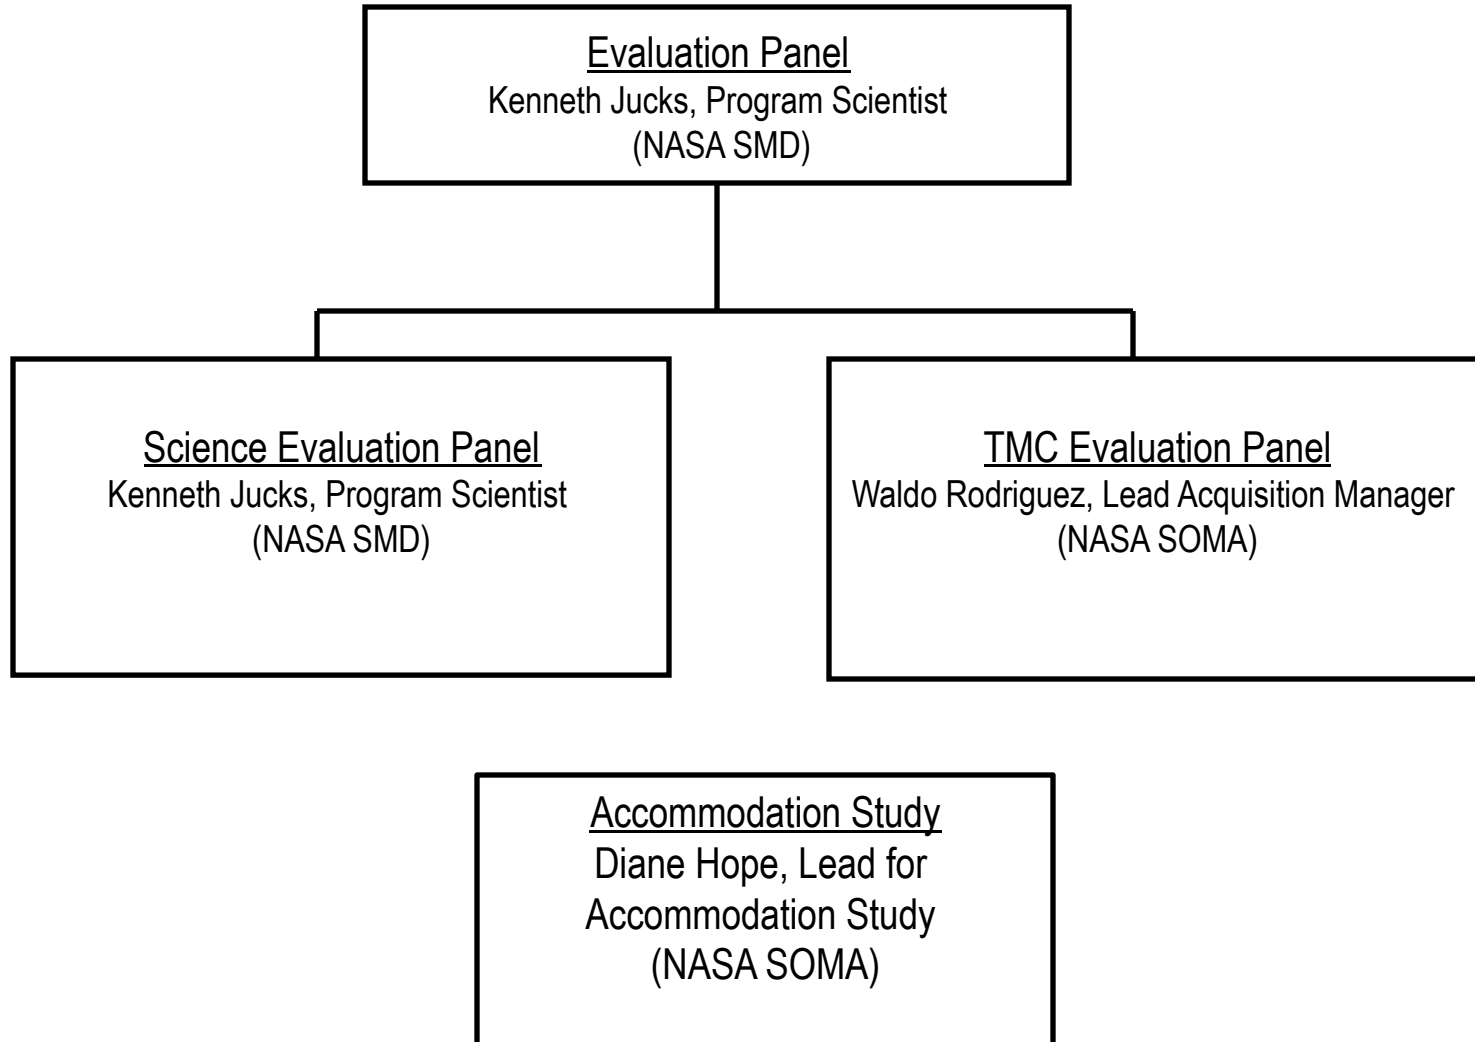 Evaluation Panel
Kenneth Jucks, Program Scientist
(NASA SMD)
Science Evaluation Panel
Kenneth Jucks, Program Scientist
(NASA SMD)
TMC Evaluation Panel
Waldo Rodriguez, Lead Acquisition Manager
(NASA SOMA)
Accommodation Study
Diane Hope, Lead for
Accommodation Study
(NASA SOMA)